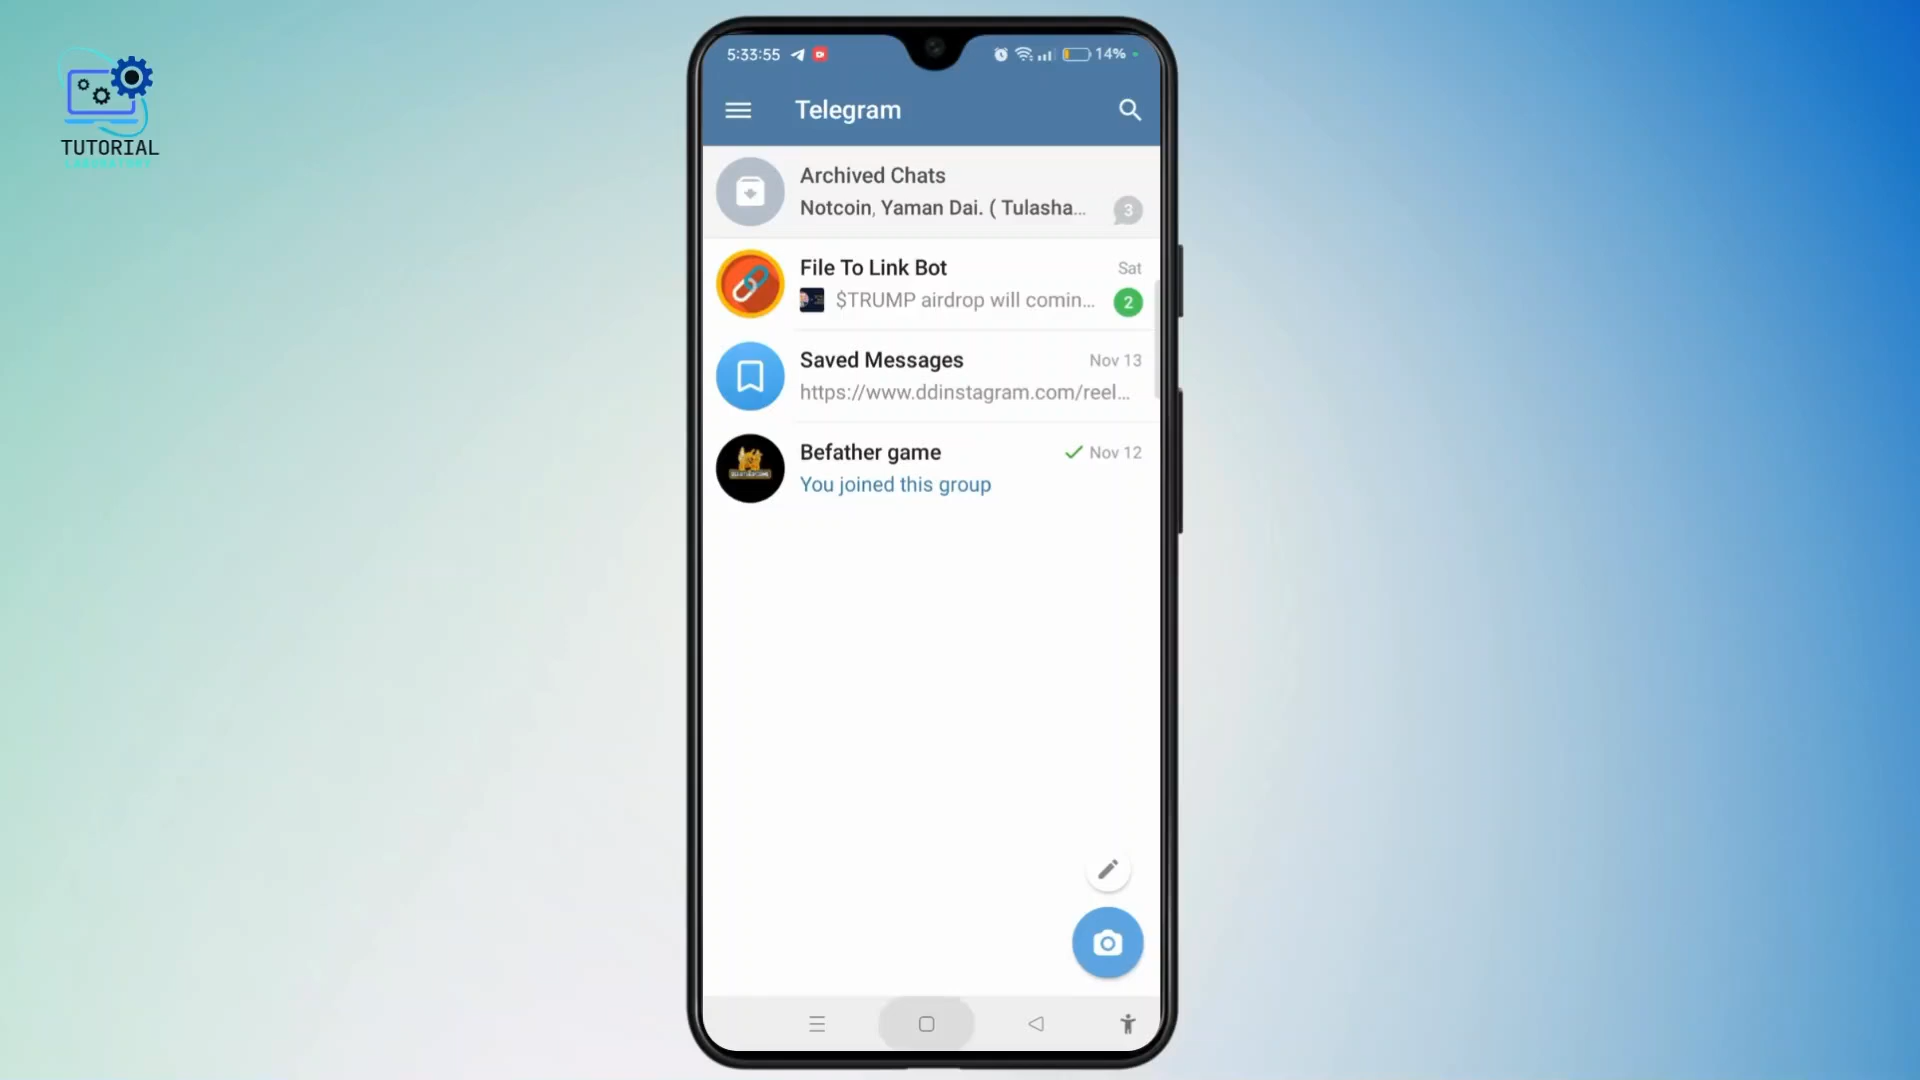 TUTORIAL
LABORATORY
5:33:55
14%
Telegram
Archived Chats
Notcoin, Yaman Dai. ( Tulasha...
3
File To Link Bot
Sat
$TRUMP airdrop will comin...
2
Saved Messages
Nov 13
https://www.ddinstagram.com/reel...
Befather game
Nov 12
You joined this group